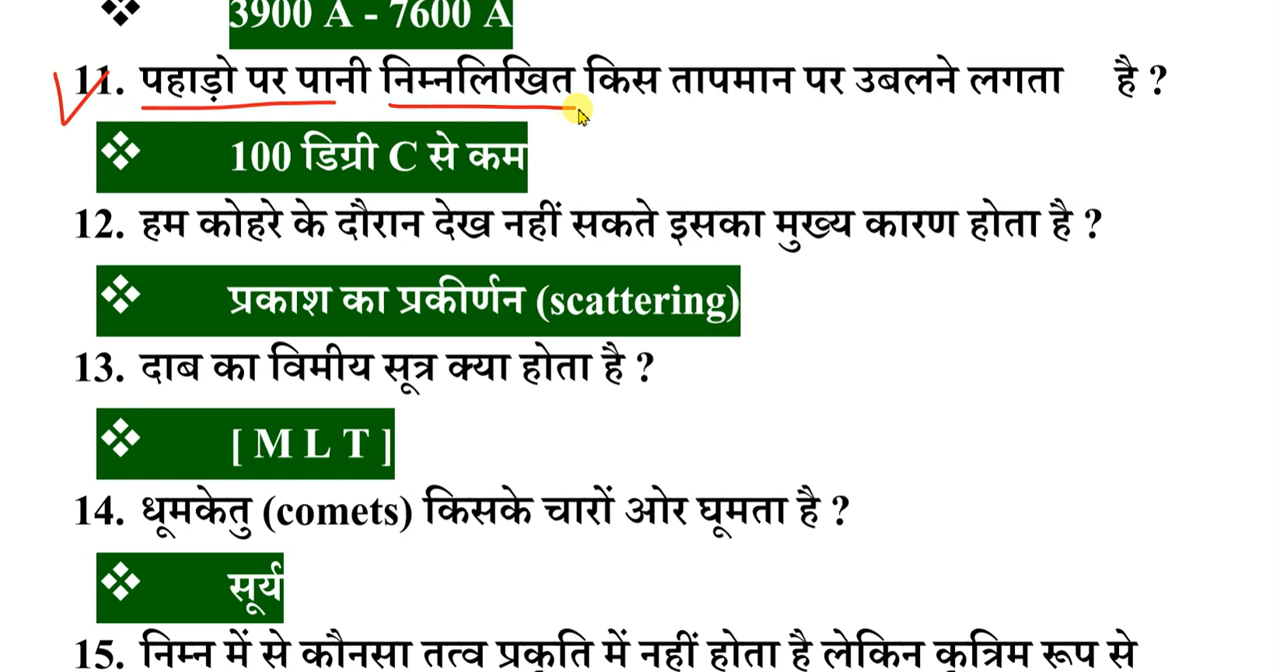 ❖ 3900 A - 7600 A
11. पहाड़ो पर पानी निम्नलिखित किस तापमान पर उबलने लगता है ?
❖ 100 डिग्री C से कम
12. हम कोहरे के दौरान देख नहीं सकते इसका मुख्य कारण होता है ?
❖ प्रकाश का प्रकीर्णन (scattering)
13. दाब का विमीय सूत्र क्या होता है ?
❖ [ M L T ]
14. धूमकेतु (comets) किसके चारों ओर घूमता है ?
❖ सूर्य
15. निम्न में से कौनसा तत्व प्रकृति में नहीं होता है लेकिन कृत्रिम रूप से